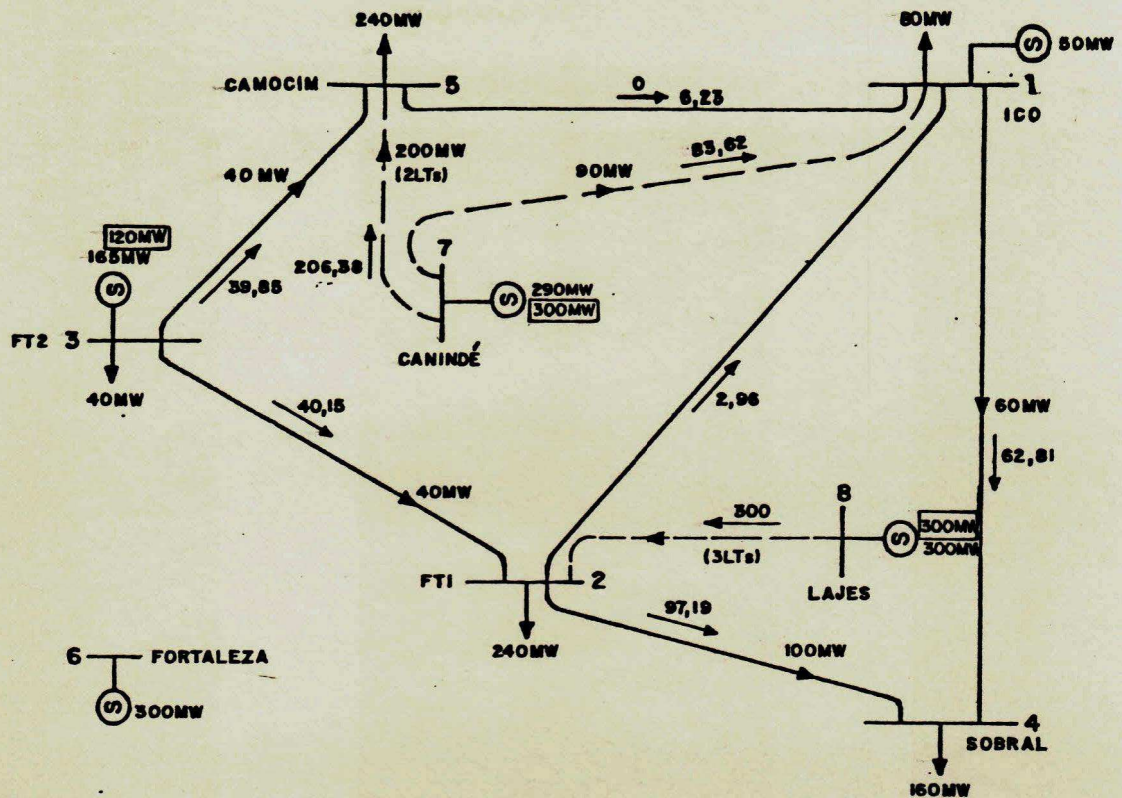 240MW
80MW
S
50MW
CAMOCIM
5
0
6,23
1
ICO
200MW
(2LTs)
83,62
90MW
40 MW
120MW
165MW
S
39,85
206,38
7
S
290MW
300MW
FT2 3
CANINDÉ
40MW
40,15
2,96
60MW
62,81
40MW
8
300
(3LTs)
S
300MW
300MW
LAJES
FT1
2
97,19
240MW
100MW
6
FORTALEZA
S
300MW
4
SOBRAL
160MW